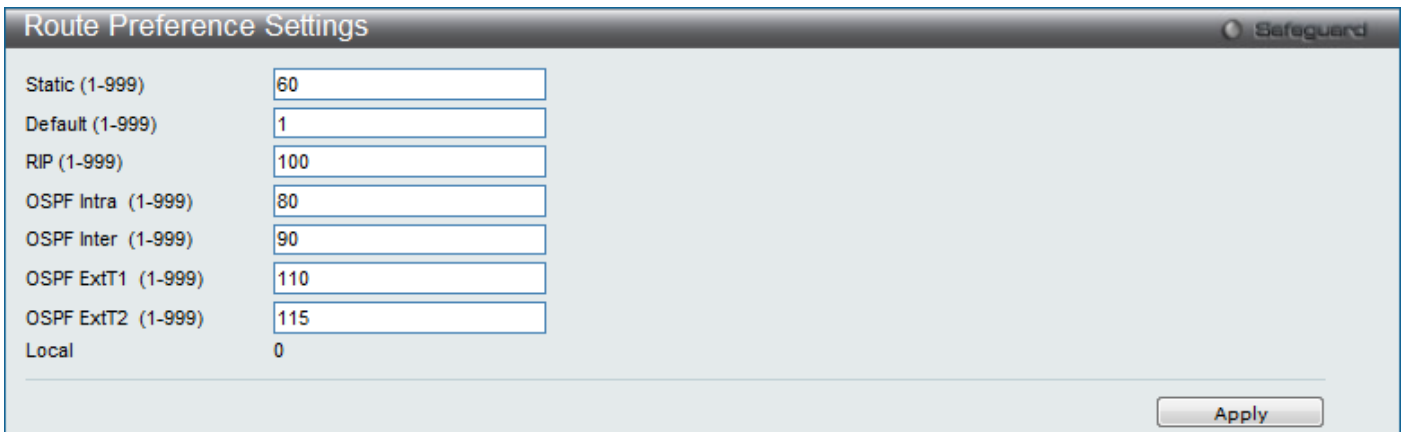 Route Preference Settings
Safeguard
Static (1-999) 60
Default (1-999) 1
RIP (1-999) 100
OSPF Intra (1-999) 80
OSPF Inter (1-999) 90
OSPF ExtT1 (1-999) 110
OSPF ExtT2 (1-999) 115
Local 0
Apply